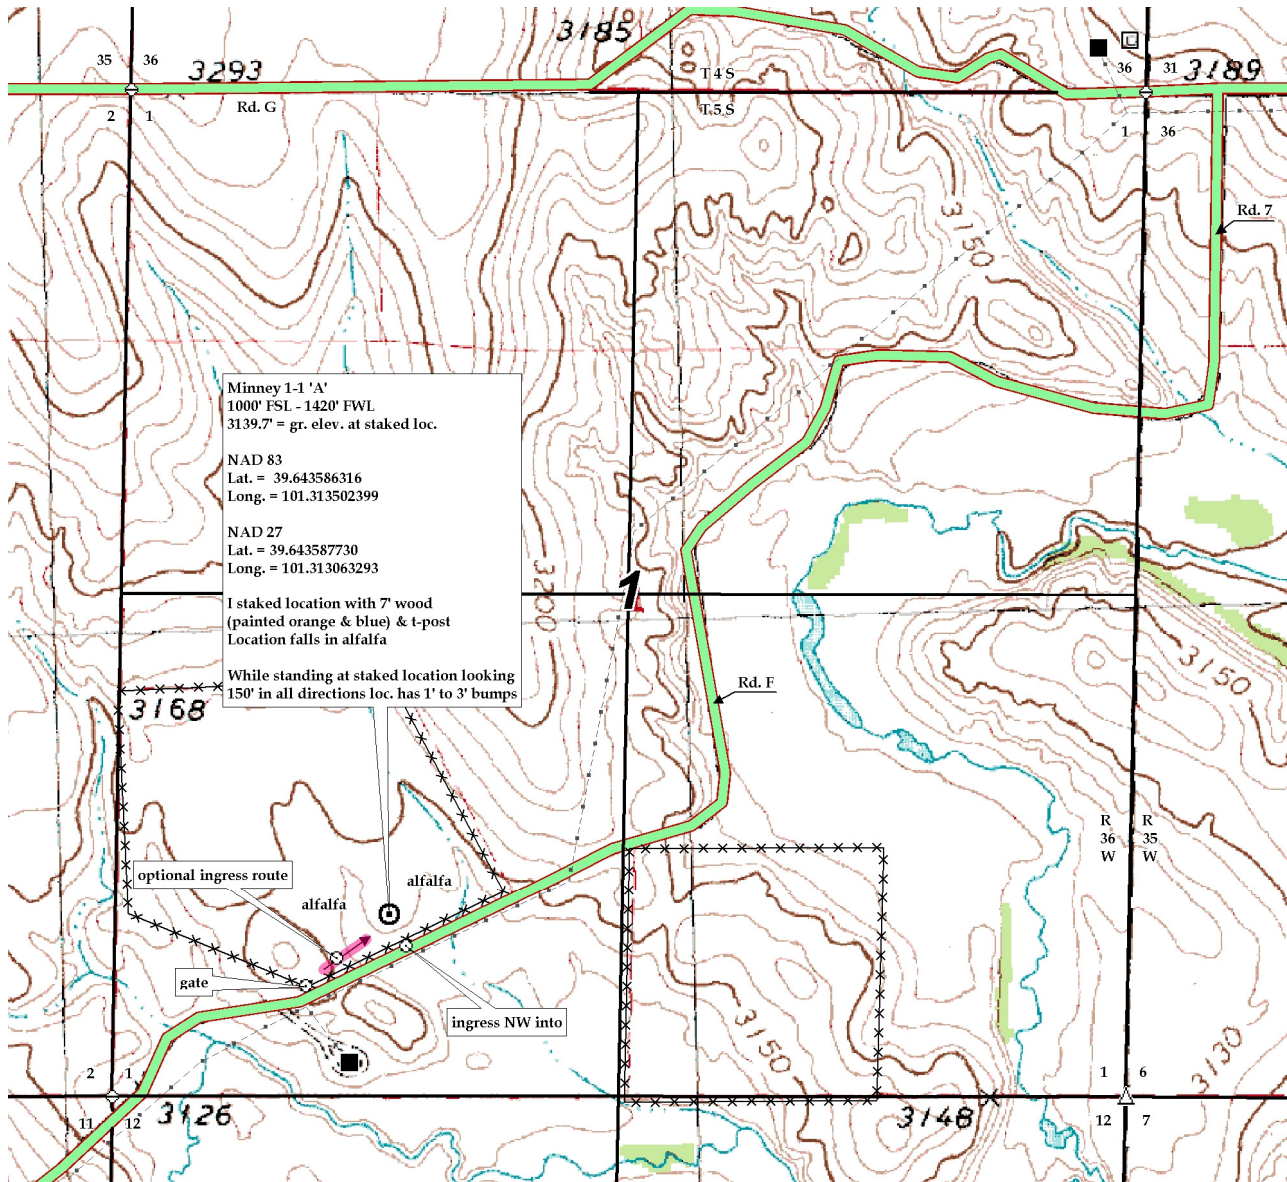 3185
35
36
3293
T 4 S
36
31
3189
Rd. G
T 5 S
2
1
1
36
3150
Rd. 7
Minney 1-1 'A'
1000' FSL - 1420' FWL
3139.7' = gr. elev. at staked loc.
NAD 83
Lat. = 39.643586316
Long. = 101.313502399
NAD 27
Lat. = 39.643587730
Long. = 101.313063293
I staked location with 7' wood
(painted orange & blue) & t-post
Location falls in alfalfa
While standing at staked location looking
150' in all directions loc. has 1' to 3' bumps
3200
1
3150
Rd. F
3168
R
36
W
R
35
W
optional ingress route
alfalfa
alfalfa
gate
ingress NW into
3150
3130
2
1
1
6
3126
3148
11
12
12
7